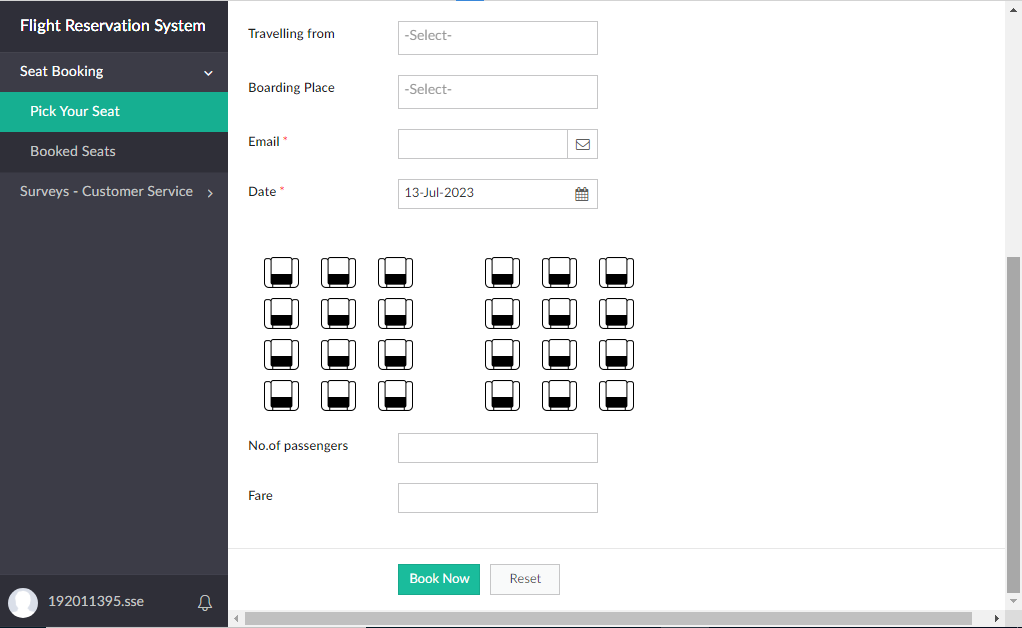 Flight Reservation System
Seat Booking
Pick Your Seat
Booked Seats
Surveys - Customer Service
192011395.sse
Travelling from
-Select-
Boarding Place
-Select-
Email *
Date *
13-Jul-2023
No.of passengers
Fare
Book Now
Reset